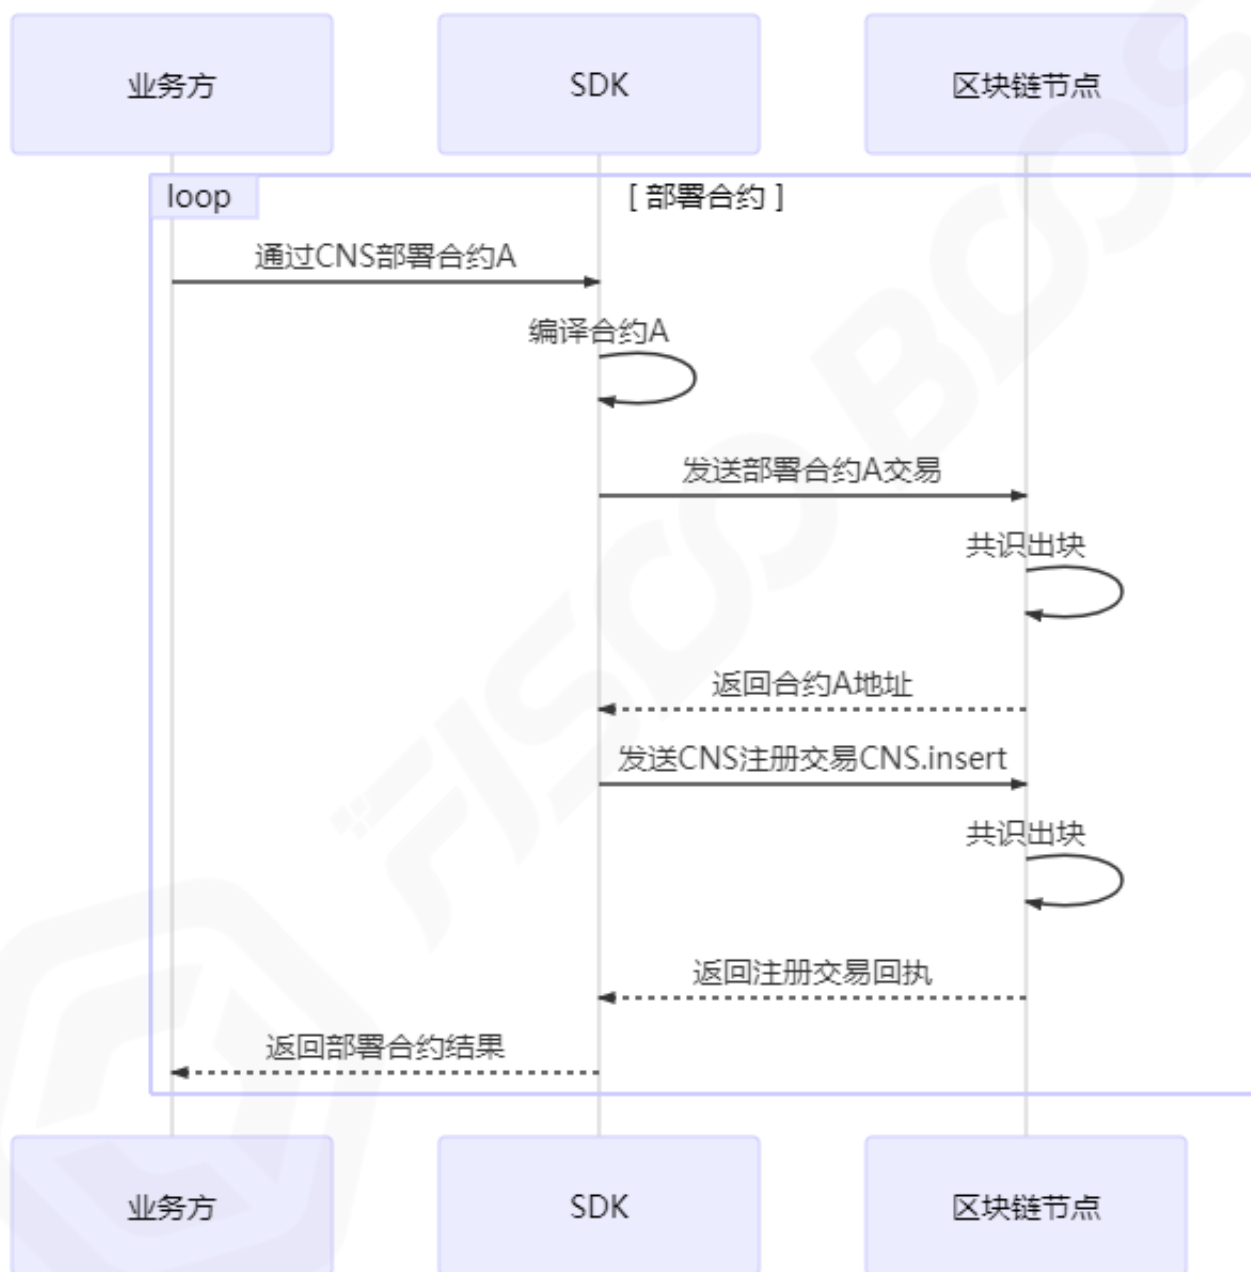 业务方
SDK
区块链节点
loop
[ 部署合约 ]
通过CNS部署合约A
编译合约A
发送部署合约A交易
共识出块
返回合约A地址
发送CNS注册交易CNS.insert
共识出块
返回注册交易回执
返回部署合约结果
业务方
SDK
区块链节点
FISCO BCOS